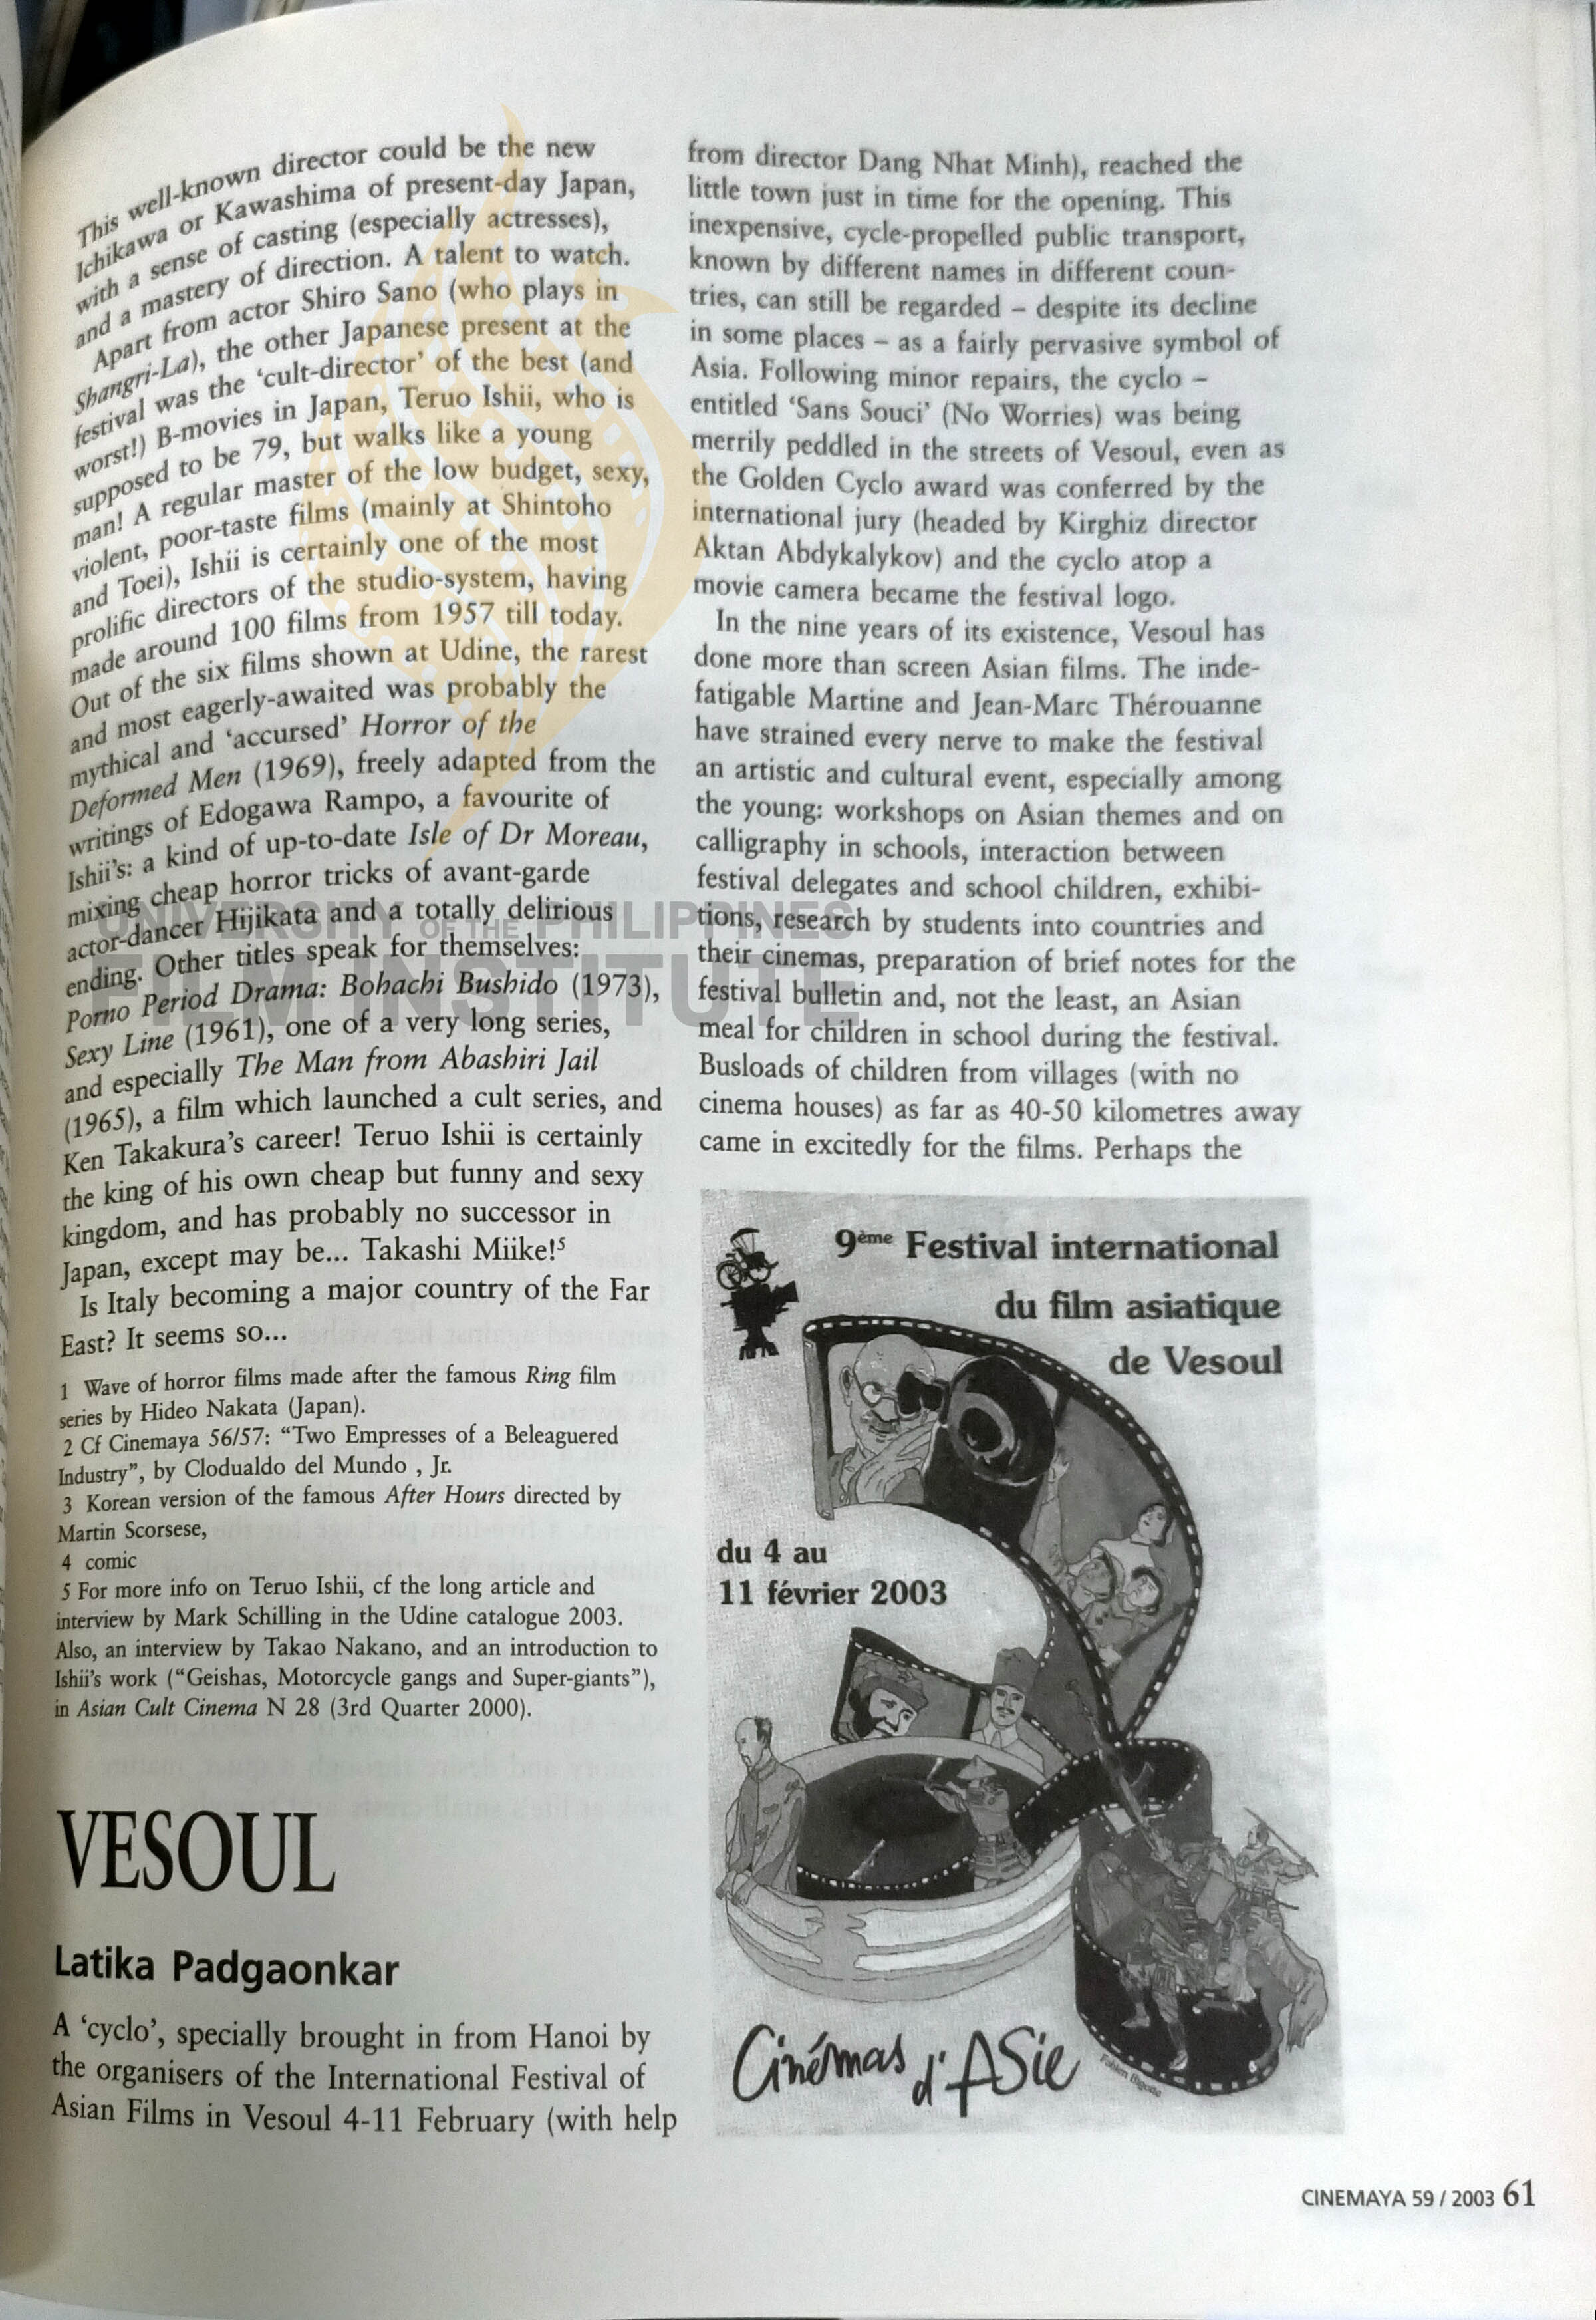 This well-known director could be the new
Ichikawa or Kawashima of present-day Japan,
with a sense of casting (especially actresses),
and a mastery of direction. A talent to watch.
Apart from actor Shiro Sano (who plays in
Shangri-La), the other Japanese present at the
festival was the ‘cult-director’ of the best (and
worst!) B-movies in Japan, Teruo Ishii, who is
supposed to be 79, but walks like a young
man! A regular master of the low budget, sexy,
violent, poor-taste films (mainly at Shintoho
and Toei), Ishii is certainly one of the most
prolific directors of the studio-system, having
made around 100 films from 1957 till today.
Out of the six films shown at Udine, the rarest
and most eagerly-awaited was probably the
mythical and ‘accursed’ Horror of the
Deformed Men (1969), freely adapted from the
writings of Edogawa Rampo, a favourite of
Ishii’s: a kind of up-to-date Isle of Dr Moreau,
mixing cheap horror tricks of avant-garde
actor-dancer Hijikata and a totally delirious
ending. Other titles speak for themselves:
Porno Period Drama: Bohachi Bushido (1973),
Sexy Line (1961), one of a very long series,
and especially The Man from Abashiri Jail
(1965), a film which launched a cult series, and
Ken Takakura’s career! Teruo Ishii is certainly
the king of his own cheap but funny and sexy
kingdom, and has probably no successor in
Japan, except may be... Takashi Miike!5
Is Italy becoming a major country of the Far
East? It seems so...
1 Wave of horror films made after the famous Ring film
series by Hideo Nakata (Japan).
2 Cf Cinemaya 56/57: “Two Empresses of a Beleaguered
Industry”, by Clodualdo del Mundo , Jr.
3 Korean version of the famous After Hours directed by
Martin Scorsese,
4 comic
5 For more info on Teruo Ishii, cf the long article and
interview by Mark Schilling in the Udine catalogue 2003.
Also, an interview by Takao Nakano, and an introduction to
Ishii’s work (“Geishas, Motorcycle gangs and Super-giants”),
in Asian Cult Cinema N 28 (3rd Quarter 2000).
VESOUL
Latika Padgaonkar
A ‘cyclo’, specially brought in from Hanoi by
the organisers of the International Festival of
Asian Films in Vesoul 4-11 February (with help
from director Dang Nhat Minh), reached the
little town just in time for the opening. This
inexpensive, cycle-propelled public transport,
known by different names in different coun-
tries, can still be regarded – despite its decline
in some places – as a fairly pervasive symbol of
Asia. Following minor repairs, the cyclo –
entitled ‘Sans Souci’ (No Worries) was being
merrily peddled in the streets of Vesoul, even as
the Golden Cyclo award was conferred by the
international jury (headed by Kirghiz director
Aktan Abdykalykov) and the cyclo atop a
movie camera became the festival logo.
In the nine years of its existence, Vesoul has
done more than screen Asian films. The inde-
fatigable Martine and Jean-Marc Thérouanne
have strained every nerve to make the festival
an artistic and cultural event, especially among
the young: workshops on Asian themes and on
calligraphy in schools, interaction between
festival delegates and school children, exhibi-
tions, research by students into countries and
their cinemas, preparation of brief notes for the
festival bulletin and, not the least, an Asian
meal for children in school during the festival.
Busloads of children from villages (with no
cinema houses) as far as 40-50 kilometres away
came in excitedly for the films. Perhaps the
9ème Festival international
du film asiatique
de Vesoul
du 4 au
11 février 2003
Cinémas d'ASie
CINEMAYA 59 / 2003 61
UNIVERSITY OF THE PHILIPPINES
FILM INSTITUTE